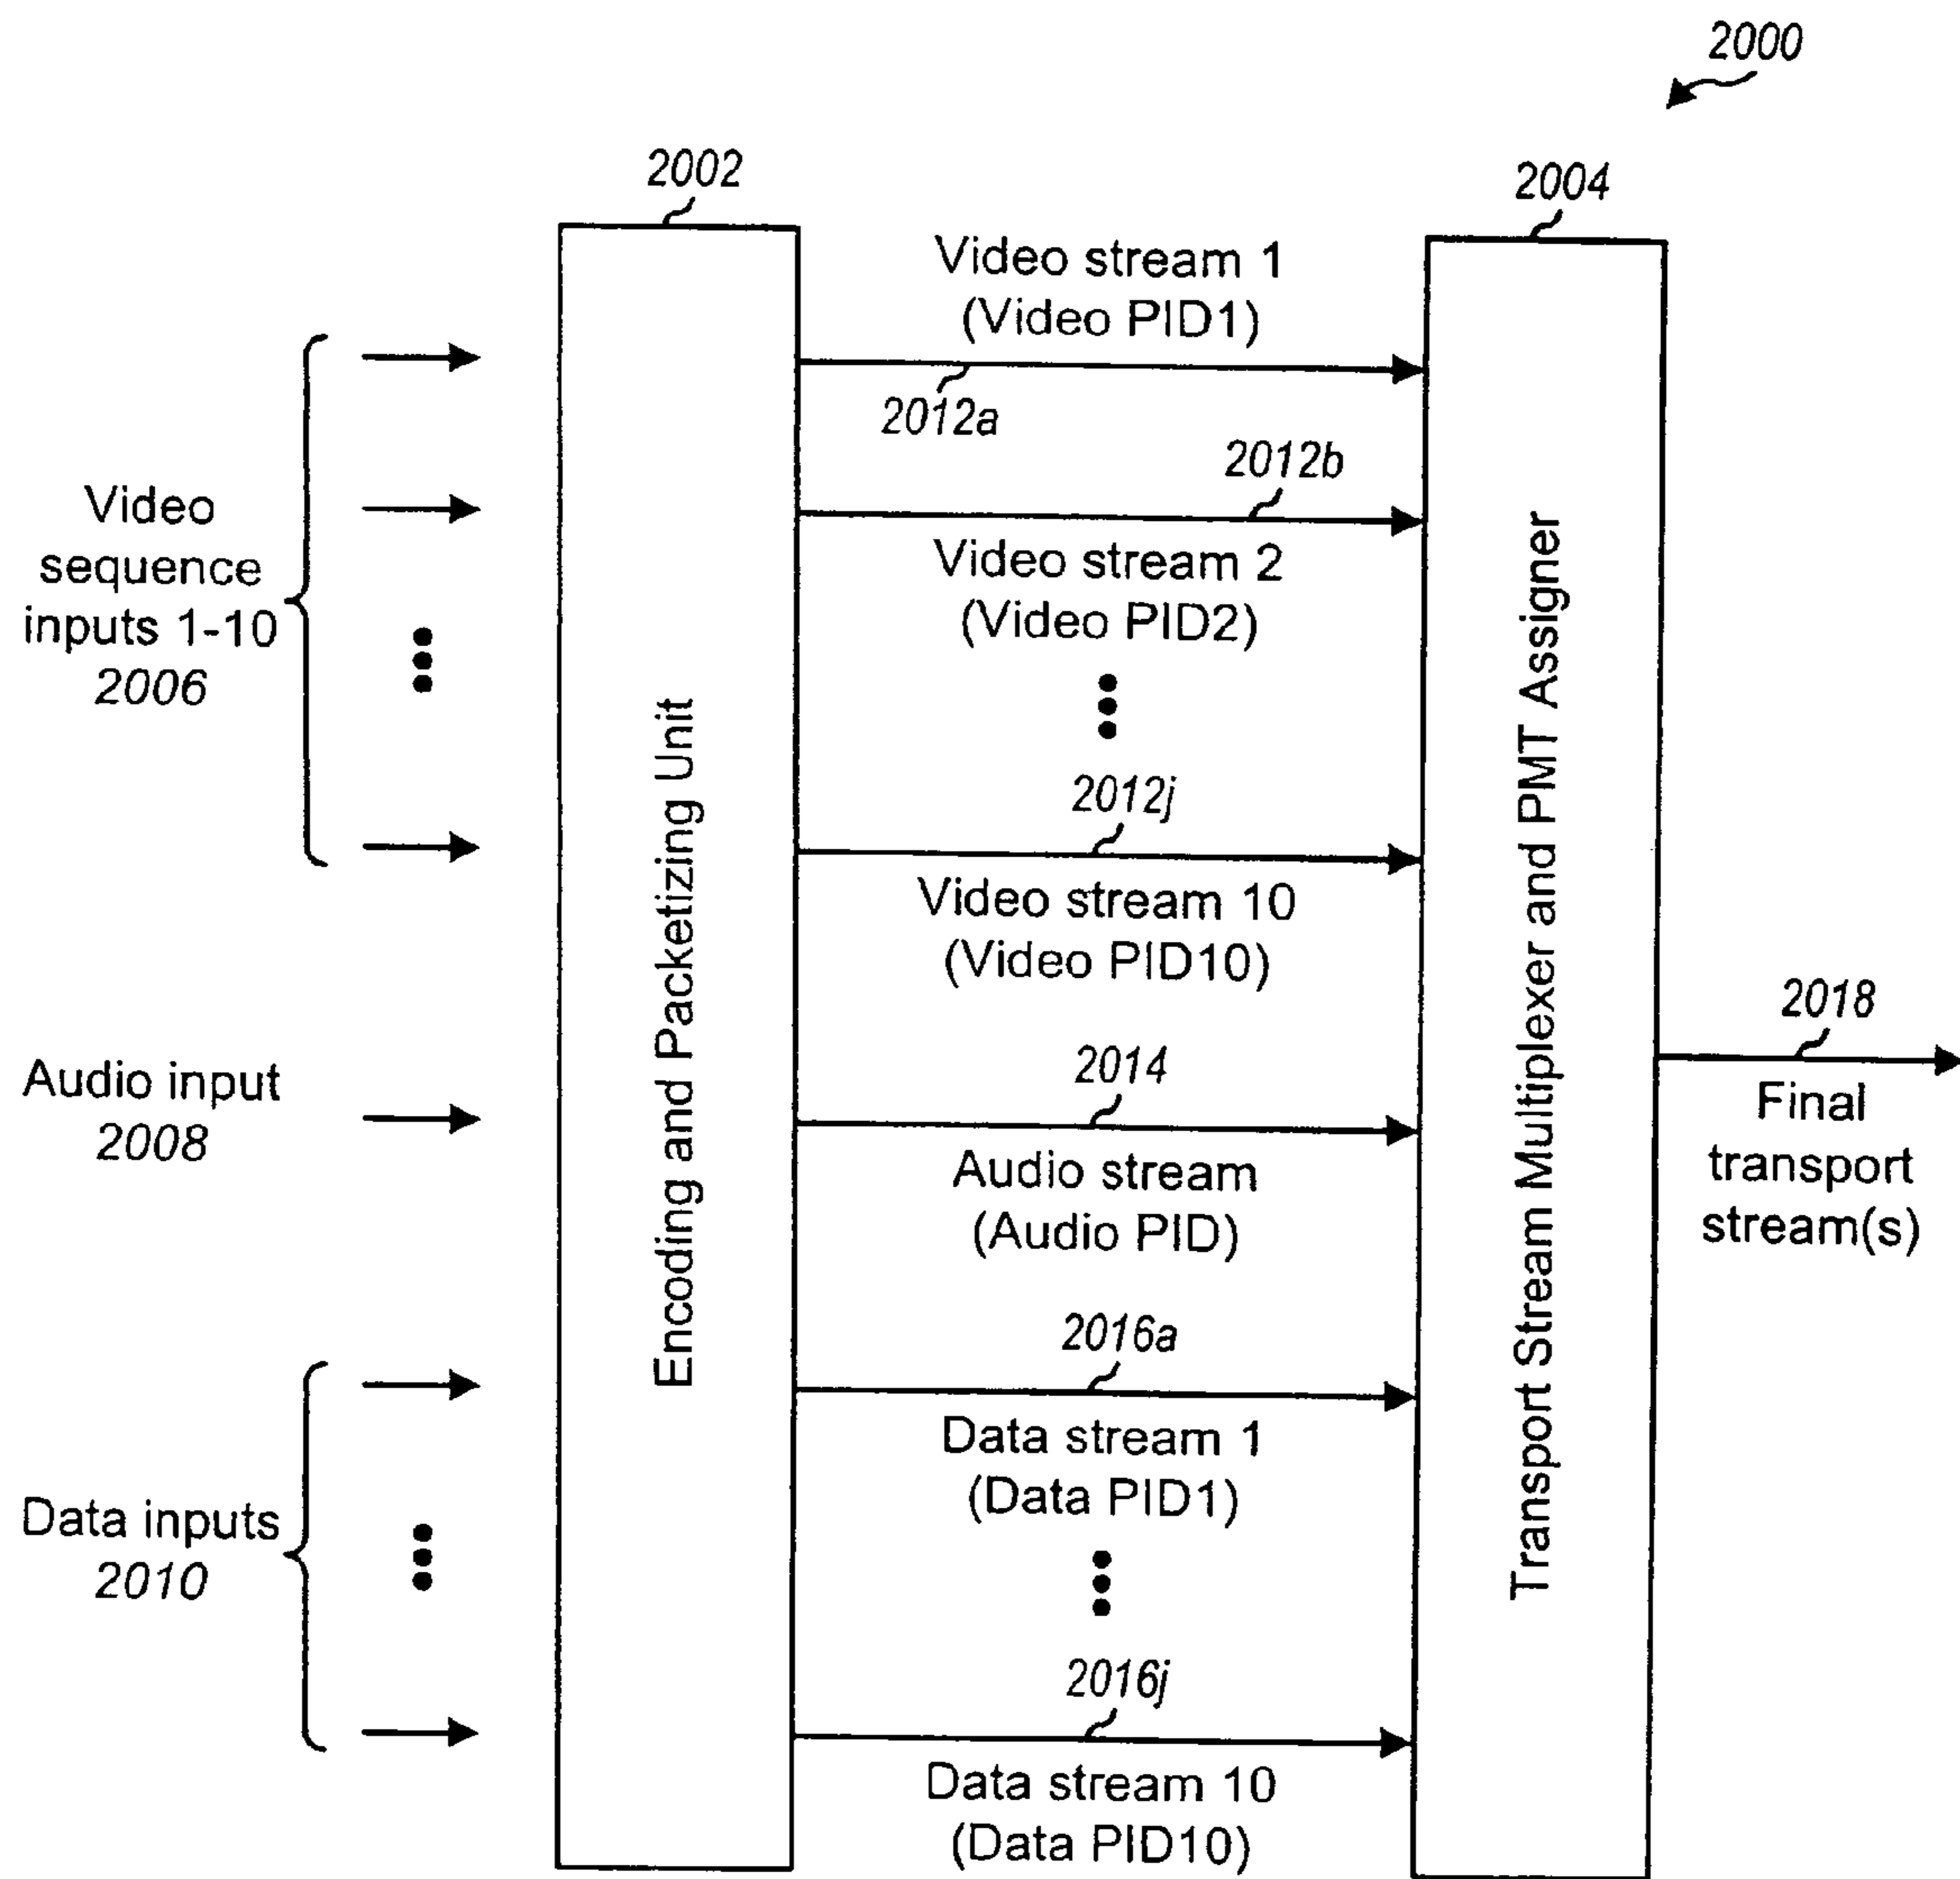 2000
2002
2004
Video
sequence
inputs 1-10
2006
Audio input
2008
Data inputs
2010
Encoding and Packetizing Unit
Video stream 1
(Video PID1)
2012a
2012b
Video stream 2
(Video PID2)
2012j
Video stream 10
(Video PID10)
2014
Audio stream
(Audio PID)
2016a
Data stream 1
(Data PID1)
2016j
Data stream 10
(Data PID10)
Transport Stream Multiplexer and PMT Assigner
2018
Final
transport
stream(s)